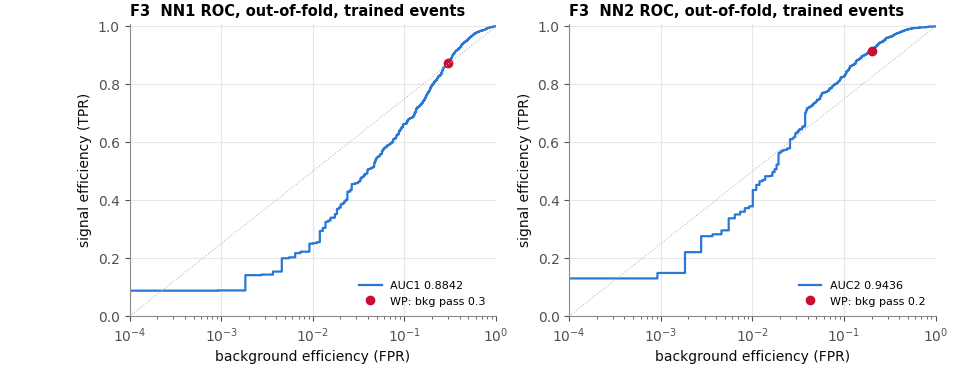 F3  NN1 ROC, out-of-fold, trained events
signal efficiency (TPR)
1.0
0.8
0.6
0.4
0.2
0.0
AUC1 0.8842
WP: bkg pass 0.3
10⁻⁴ 10⁻³ 10⁻² 10⁻¹ 10⁰
background efficiency (FPR)
F3  NN2 ROC, out-of-fold, trained events
signal efficiency (TPR)
1.0
0.8
0.6
0.4
0.2
0.0
AUC2 0.9436
WP: bkg pass 0.2
10⁻⁴ 10⁻³ 10⁻² 10⁻¹ 10⁰
background efficiency (FPR)